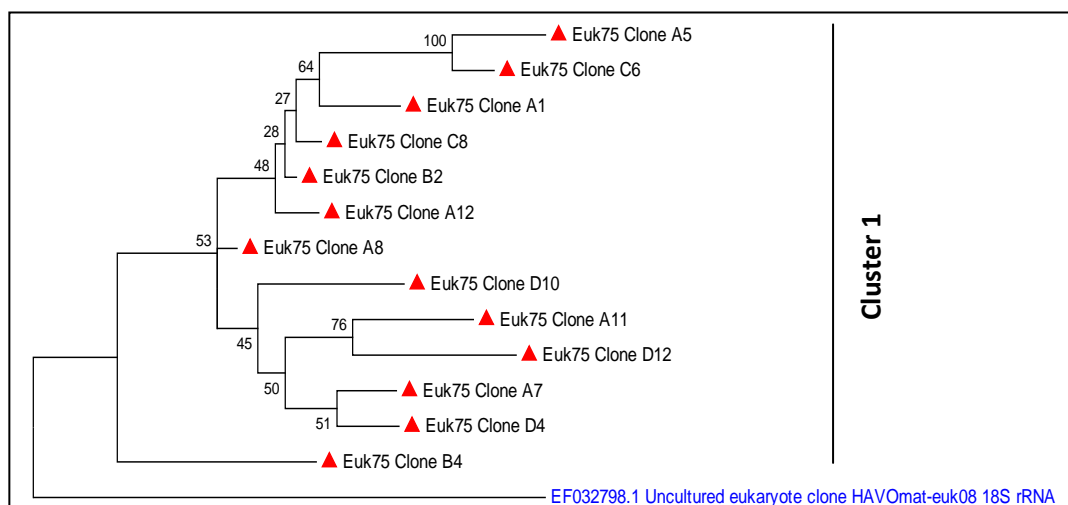 Euk75 Clone A5
100
Euk75 Clone C6
64
Euk75 Clone A1
27
Euk75 Clone C8
28
Euk75 Clone B2
48
Euk75 Clone A12
53
Euk75 Clone A8
Euk75 Clone D10
Euk75 Clone A11
76
45
Euk75 Clone D12
50
Euk75 Clone A7
51
Euk75 Clone D4
Euk75 Clone B4
EF032798.1 Uncultured eukaryote clone HAVOmat-euk08 18S rRNA
Cluster 1